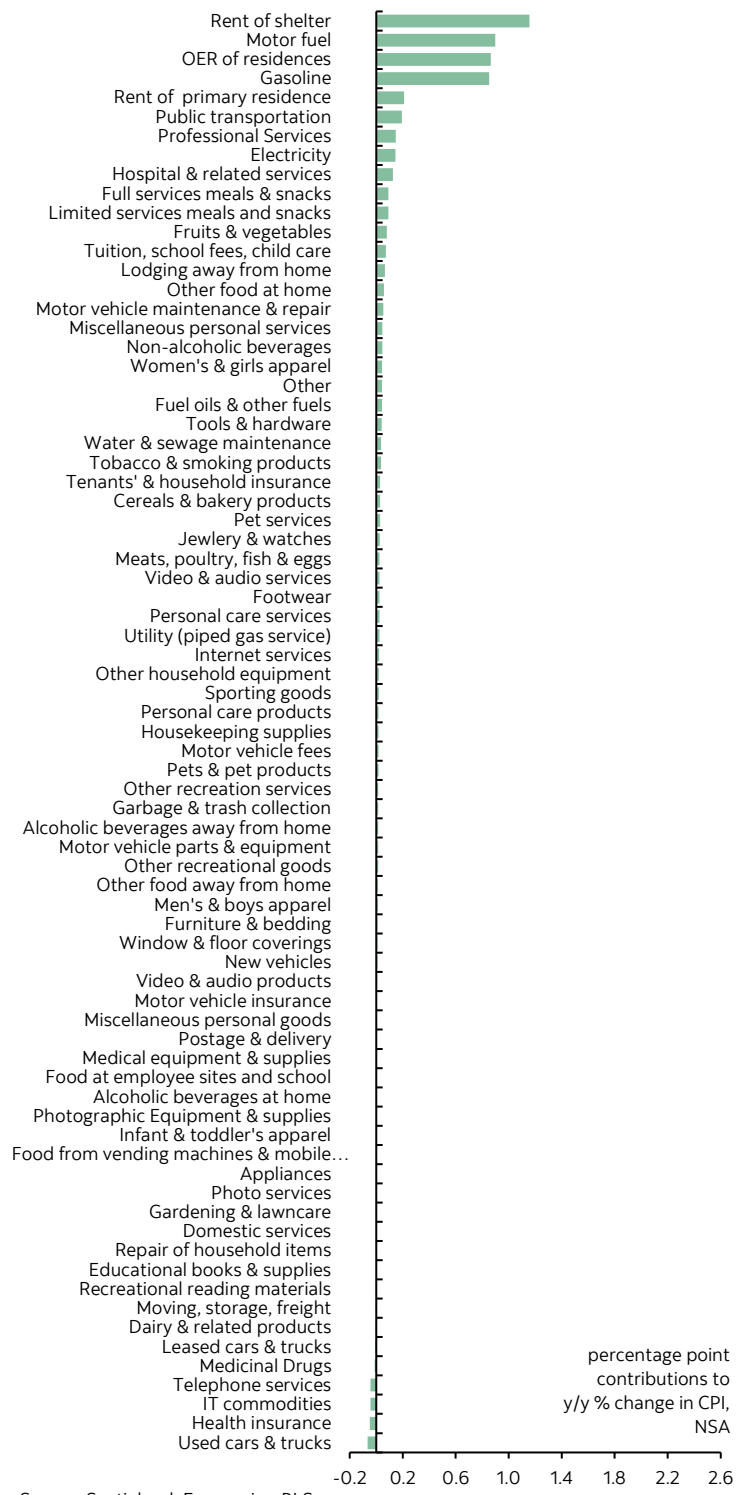 Rent of shelter
Motor fuel
OER of residences
Gasoline
Rent of  primary residence
Public transportation
Professional Services
Electricity
Hospital & related services
Full services meals & snacks
Limited services meals and snacks
Fruits & vegetables
Tuition, school fees, child care
Lodging away from home
Other food at home
Motor vehicle maintenance & repair
Miscellaneous personal services
Non-alcoholic beverages
Women's & girls apparel
Other
Fuel oils & other fuels
Tools & hardware
Water & sewage maintenance
Tobacco & smoking products
Tenants' & household insurance
Cereals & bakery products
Pet services
Jewlery & watches
Meats, poultry, fish & eggs
Video & audio services
Footwear
Personal care services
Utility (piped gas service)
Internet services
Other household equipment
Sporting goods
Personal care products
Housekeeping supplies
Motor vehicle fees
Pets & pet products
Other recreation services
Garbage & trash collection
Alcoholic beverages away from home
Motor vehicle parts & equipment
Other recreational goods
Other food away from home
Men's & boys apparel
Furniture & bedding
Window & floor coverings
New vehicles
Video & audio products
Motor vehicle insurance
Miscellaneous personal goods
Postage & delivery
Medical equipment & supplies
Food at employee sites and school
Alcoholic beverages at home
Photographic Equipment & supplies
Infant & toddler's apparel
Food from vending machines & mobile…
Appliances
Photo services
Gardening & lawncare
Domestic services
Repair of household items
Educational books & supplies
Recreational reading materials
Moving, storage, freight
Dairy & related products
Leased cars & trucks
Medicinal Drugs
Telephone services
IT commodities
Health insurance
Used cars & trucks
percentage point
contributions to
y/y % change in CPI,
NSA
-0.2 0.2 0.6 1.0 1.4 1.8 2.2 2.6